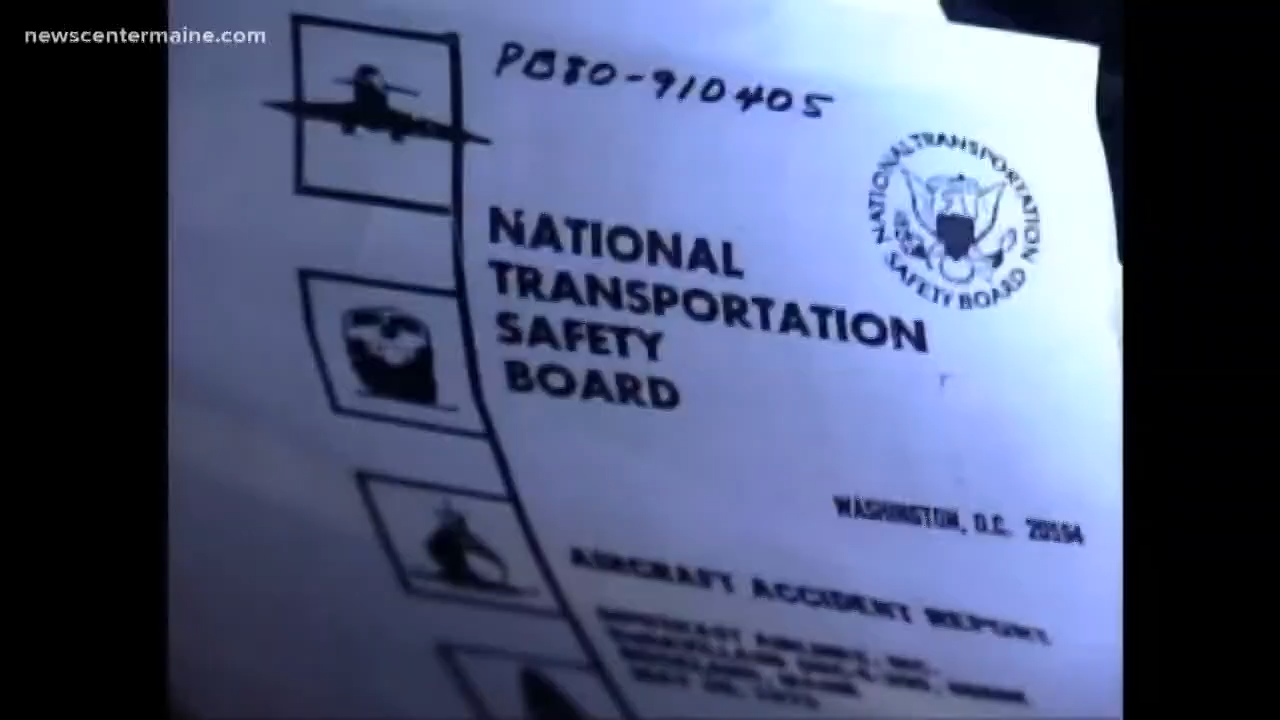 newscentermaine.com
PB80-910405
NATIONAL TRANSPORTATION SAFETY BOARD
NATIONAL
TRANSPORTATION
SAFETY
BOARD
WASHINGTON, D.C. 20594
AIRCRAFT ACCIDENT REPORT